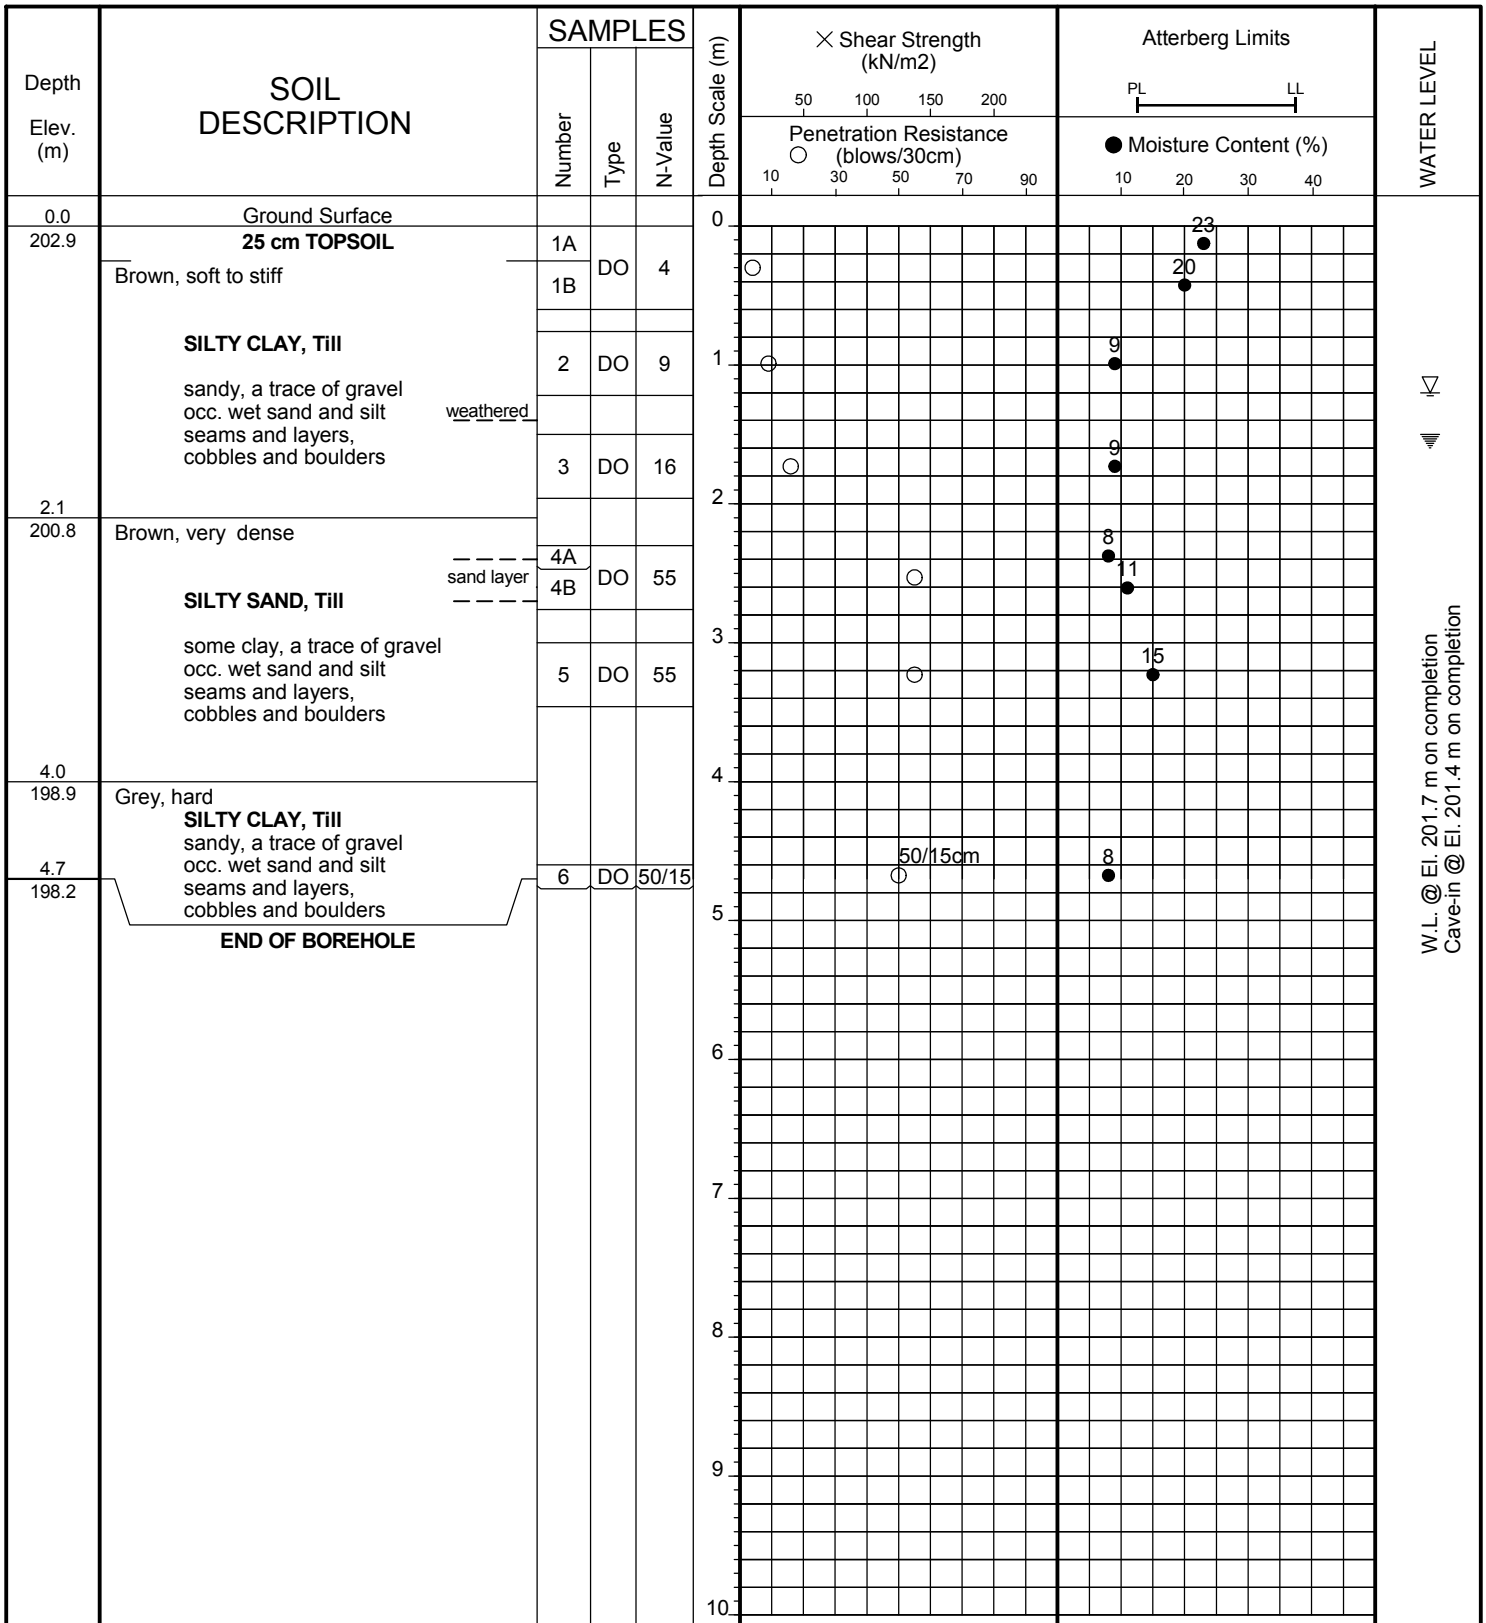 Depth
Elev.
(m)
SOIL
DESCRIPTION
SAMPLES
Number
Type
N-Value
Depth Scale (m)
× Shear Strength
(kN/m2)
50 100 150 200
Penetration Resistance
(blows/30cm)
10 30 50 70 90
Atterberg Limits
PL LL
Moisture Content (%)
10 20 30 40
WATER LEVEL
0.0 Ground Surface 0
202.9 25 cm TOPSOIL 1A 23
DO 4
Brown, soft to stiff 1B 20
SILTY CLAY, Till
2 DO 9 1 9
sandy, a trace of gravel
occ. wet sand and silt weathered
seams and layers,
cobbles and boulders 3 DO 16 9
2.1 2
200.8 Brown, very dense 8
4A
sand layer DO 55 11
4B
SILTY SAND, Till
3
some clay, a trace of gravel 15
occ. wet sand and silt
5 DO 55
seams and layers,
cobbles and boulders
4.0 4
198.9 Grey, hard
SILTY CLAY, Till
sandy, a trace of gravel
occ. wet sand and silt 50/15cm 8
4.7 6 DO 50/15
198.2 seams and layers,
cobbles and boulders 5
END OF BOREHOLE
6
7
8
9
10
W.L. @ El. 201.7 m on completion
Cave-in @ El. 201.4 m on completion